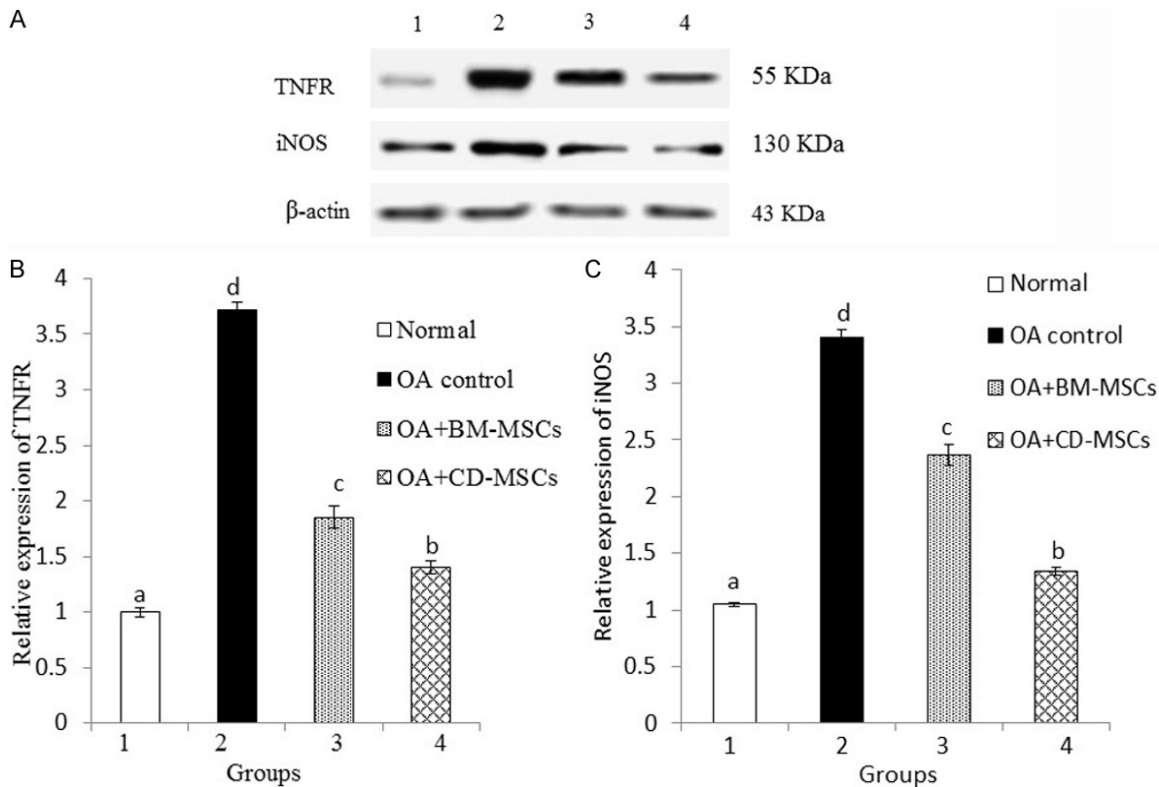 A
1 2 3 4
TNFR 55 KDa
iNOS 130 KDa
β-actin 43 KDa
B
Relative expression of TNFR
4
3.5
3
2.5
2
1.5
1
0.5
0
a
d
c
b
1 2 3 4
Groups
Normal
OA control
OA+BM-MSCs
OA+CD-MSCs
C
Relative expression of iNOS
4
3.5
3
2.5
2
1.5
1
0.5
0
a
d
c
b
1 2 3 4
Groups
Normal
OA control
OA+BM-MSCs
OA+CD-MSCs